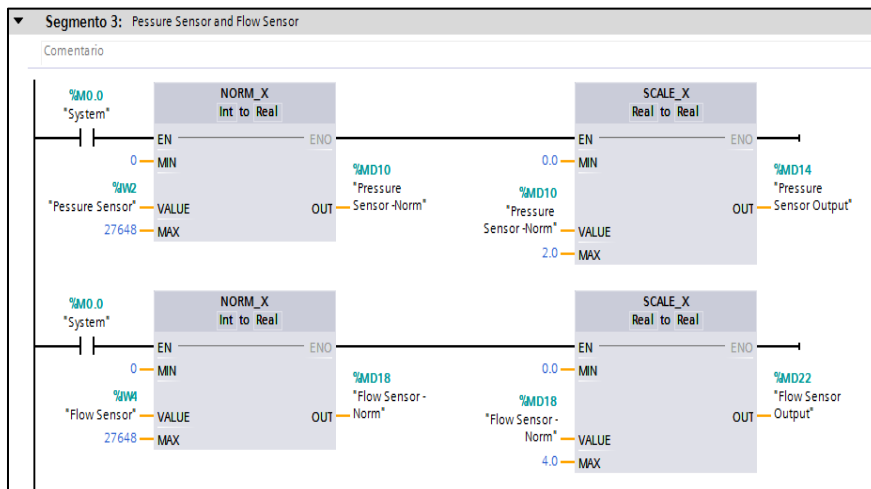 Segmento 3: Pessure Sensor and Flow Sensor
Comentario
%M0.0
"System"
NORM_X
Int to Real
EN
ENO
0
MIN
%IW2
"Pessure Sensor"
VALUE
27648
MAX
OUT
%MD10
"Pressure
Sensor -Norm"
SCALE_X
Real to Real
EN
ENO
0.0
MIN
%MD10
"Pressure
Sensor -Norm"
VALUE
2.0
MAX
OUT
%MD14
"Pressure
Sensor Output"
%M0.0
"System"
NORM_X
Int to Real
EN
ENO
0
MIN
%IW4
"Flow Sensor"
VALUE
27648
MAX
OUT
%MD18
"Flow Sensor -
Norm"
SCALE_X
Real to Real
EN
ENO
0.0
MIN
%MD18
"Flow Sensor -
Norm"
VALUE
4.0
MAX
OUT
%MD22
"Flow Sensor
Output"